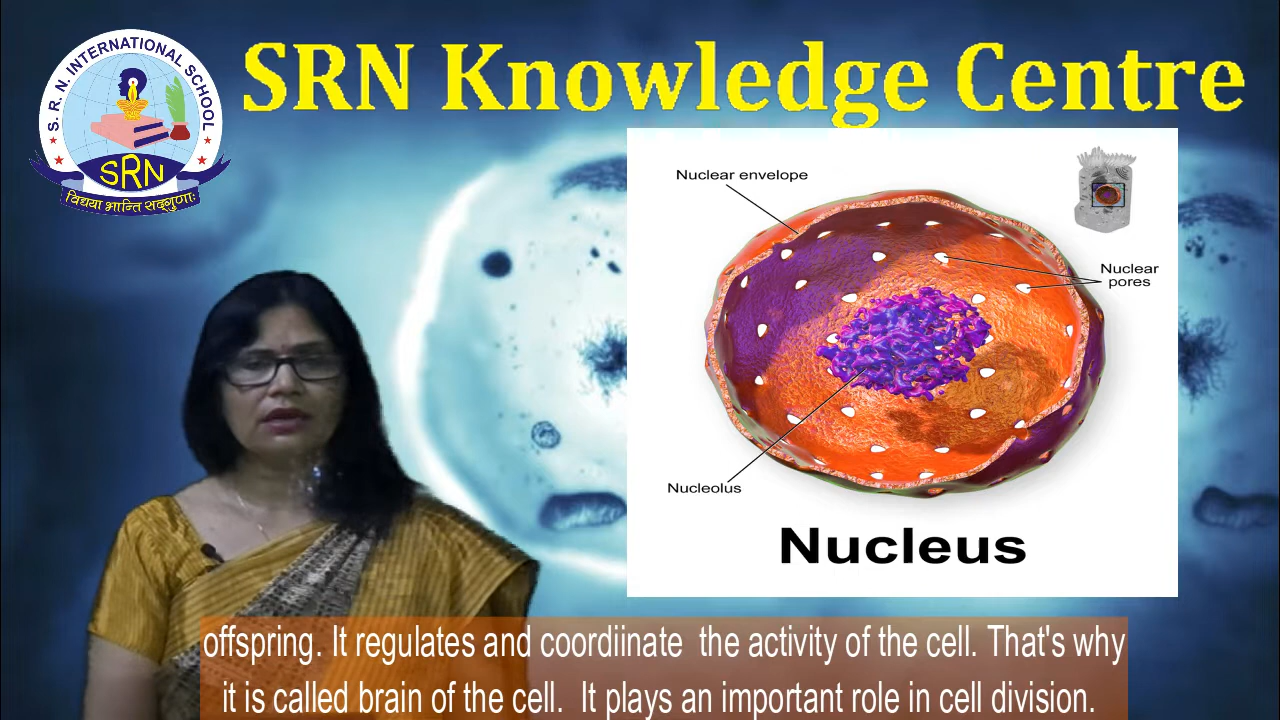 S. R. N. INTERNATIONAL SCHOOL
SRN
विद्यया भान्ति सद्गुणाः
SRN Knowledge Centre
Nuclear envelope
Nuclear
pores
Nucleolus
Nucleus
offspring. It regulates and coordiinate the activity of the cell. That's why
it is called brain of the cell. It plays an important role in cell division.